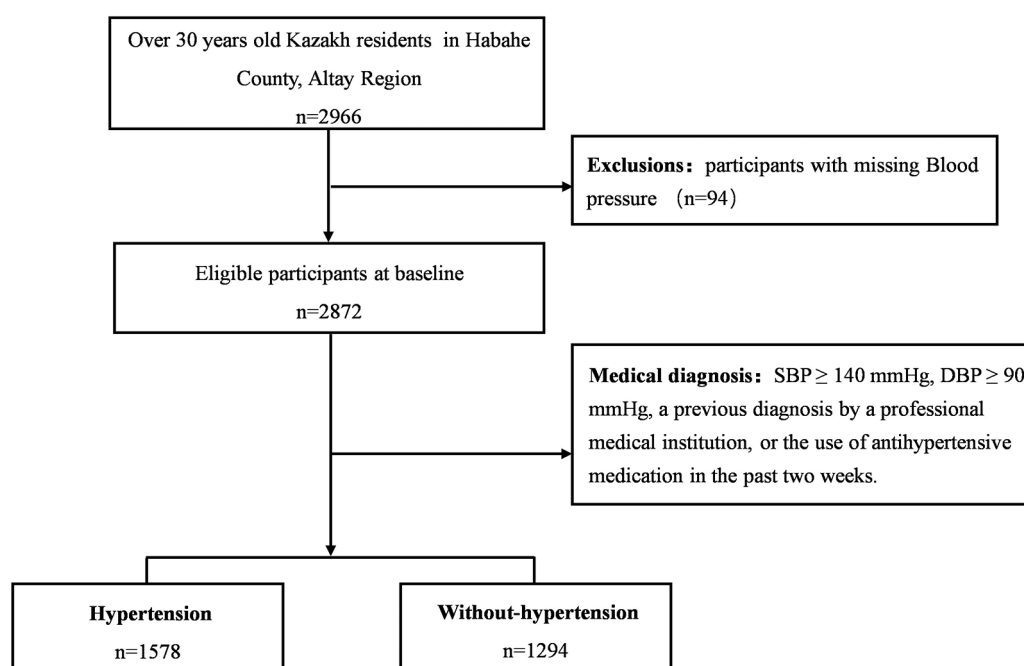 Over 30 years old Kazakh residents in Habahe
County, Altay Region
n=2966
Exclusions： participants with missing Blood
pressure （n=94）
Eligible participants at baseline
n=2872
Medical diagnosis： SBP ≥ 140 mmHg, DBP ≥ 90
mmHg, a previous diagnosis by a professional
medical institution, or the use of antihypertensive
medication in the past two weeks.
Hypertension
n=1578
Without-hypertension
n=1294